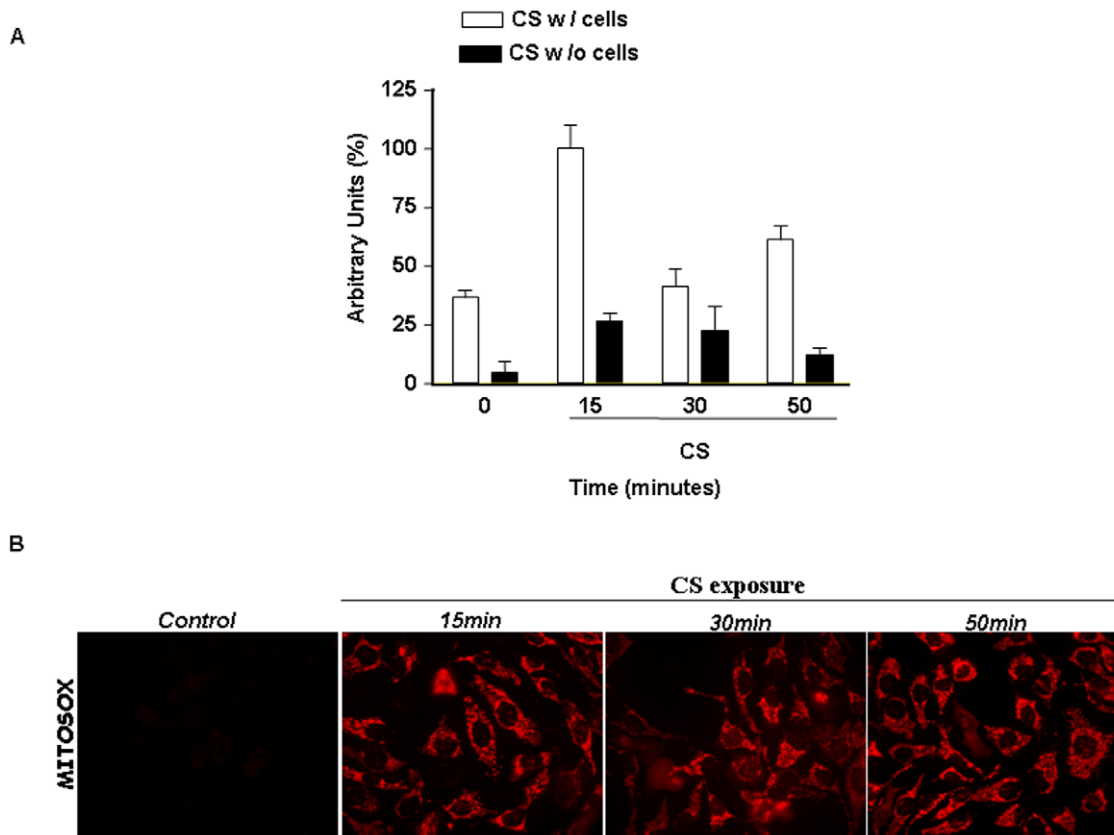 A
CS w/ cells
CS w/o cells
125
100
75
50
25
0
Arbitrary Units (%)
0 15 30 50
CS
Time (minutes)
B
CS exposure
Control 15min 30min 50min
MITOSOX